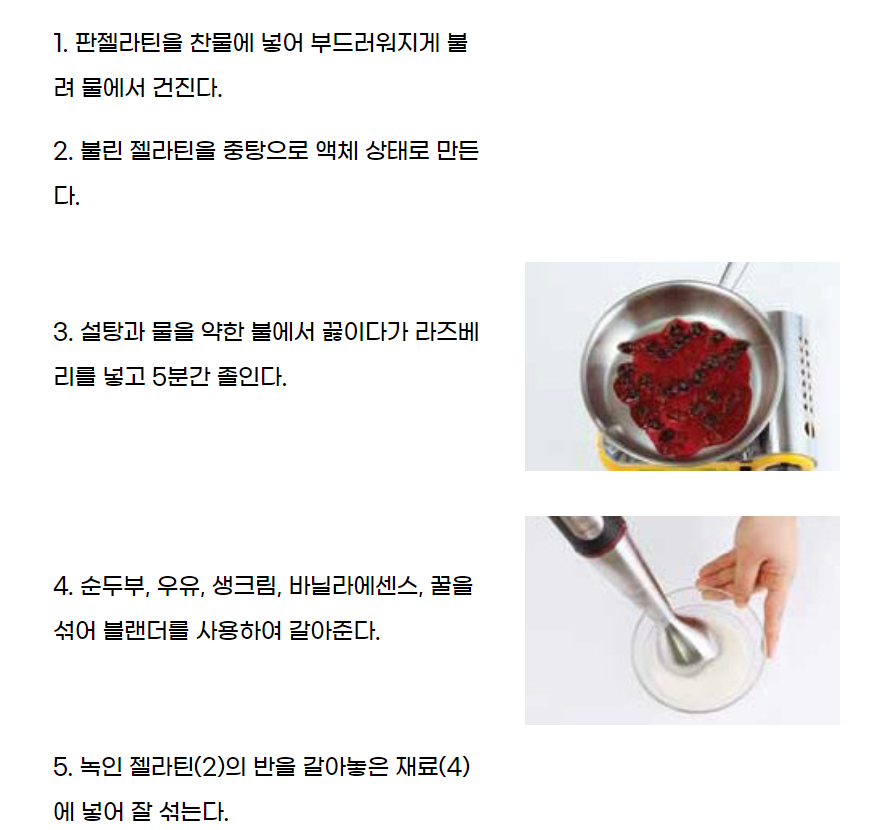 1. 판젤라틴을 찬물에 넣어 부드러워지게 불
려 물에서 건진다.
2. 불린 젤라틴을 중탕으로 액체 상태로 만든
다.
3. 설탕과 물을 약한 불에서 끓이다가 라즈베
리를 넣고 5분간 졸인다.
4. 순두부, 우유, 생크림, 바닐라에센스, 꿀을
섞어 블랜더를 사용하여 갈아준다.
5. 녹인 젤라틴(2)의 반을 갈아놓은 재료(4)
에 넣어 잘 섞는다.